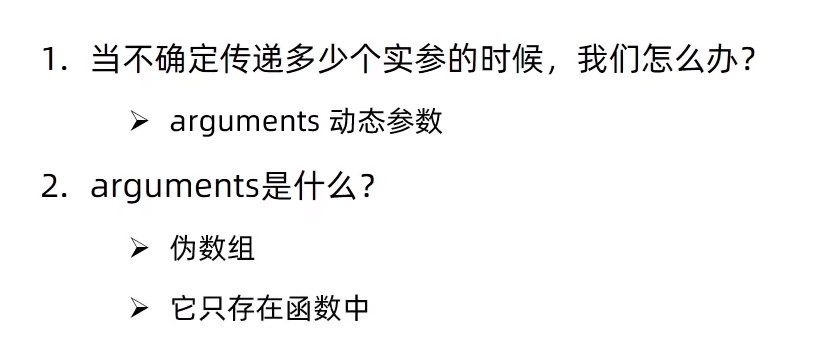 1. 当不确定传递多少个实参的时候，我们怎么办？
➢ arguments 动态参数
2. arguments是什么？
➢ 伪数组
➢ 它只存在函数中